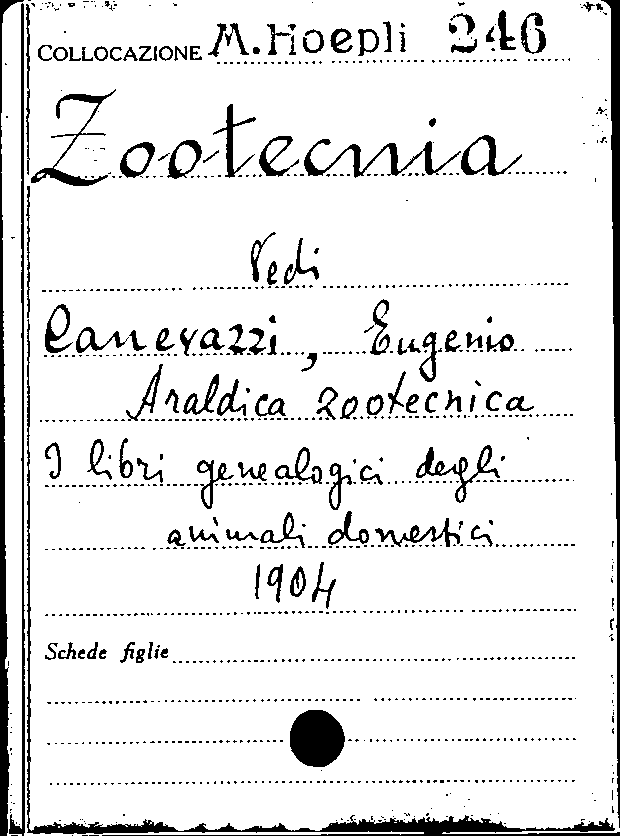 COLLOCAZIONE M. Hoepli 246
Zootecnia
Vedi
Canevazzi, Eugenio
Araldica zootecnica
I libri genealogici degli
animali domestici
1904
Schede figlie